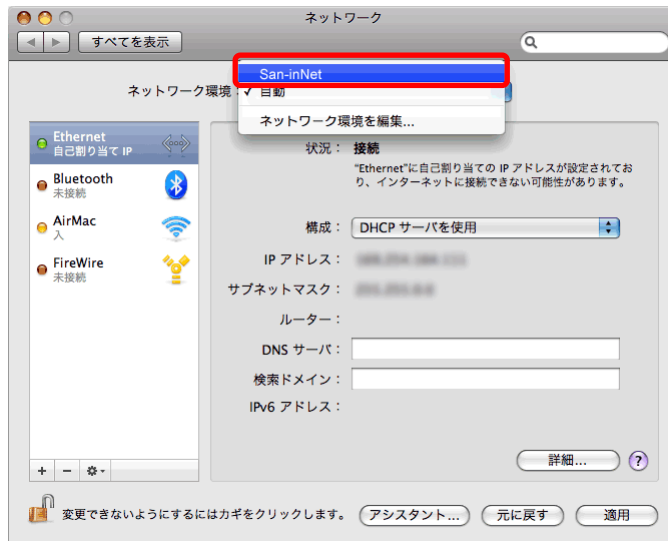 ネットワーク
すべてを表示
San-inNet
ネットワーク環境：✓ 自動
ネットワーク環境を編集...
Ethernet
自己割り当て IP
Bluetooth
未接続
AirMac
入
FireWire
未接続
状況： 接続
"Ethernet"に自己割り当ての IP アドレスが設定されてお
り、インターネットに接続できない可能性があります。
構成： DHCP サーバを使用
IP アドレス：
サブネットマスク：
ルーター：
DNS サーバ：
検索ドメイン：
IPv6 アドレス：
詳細... ?
+ −
変更できないようにするにはカギをクリックします。 アシスタント... 元に戻す 適用